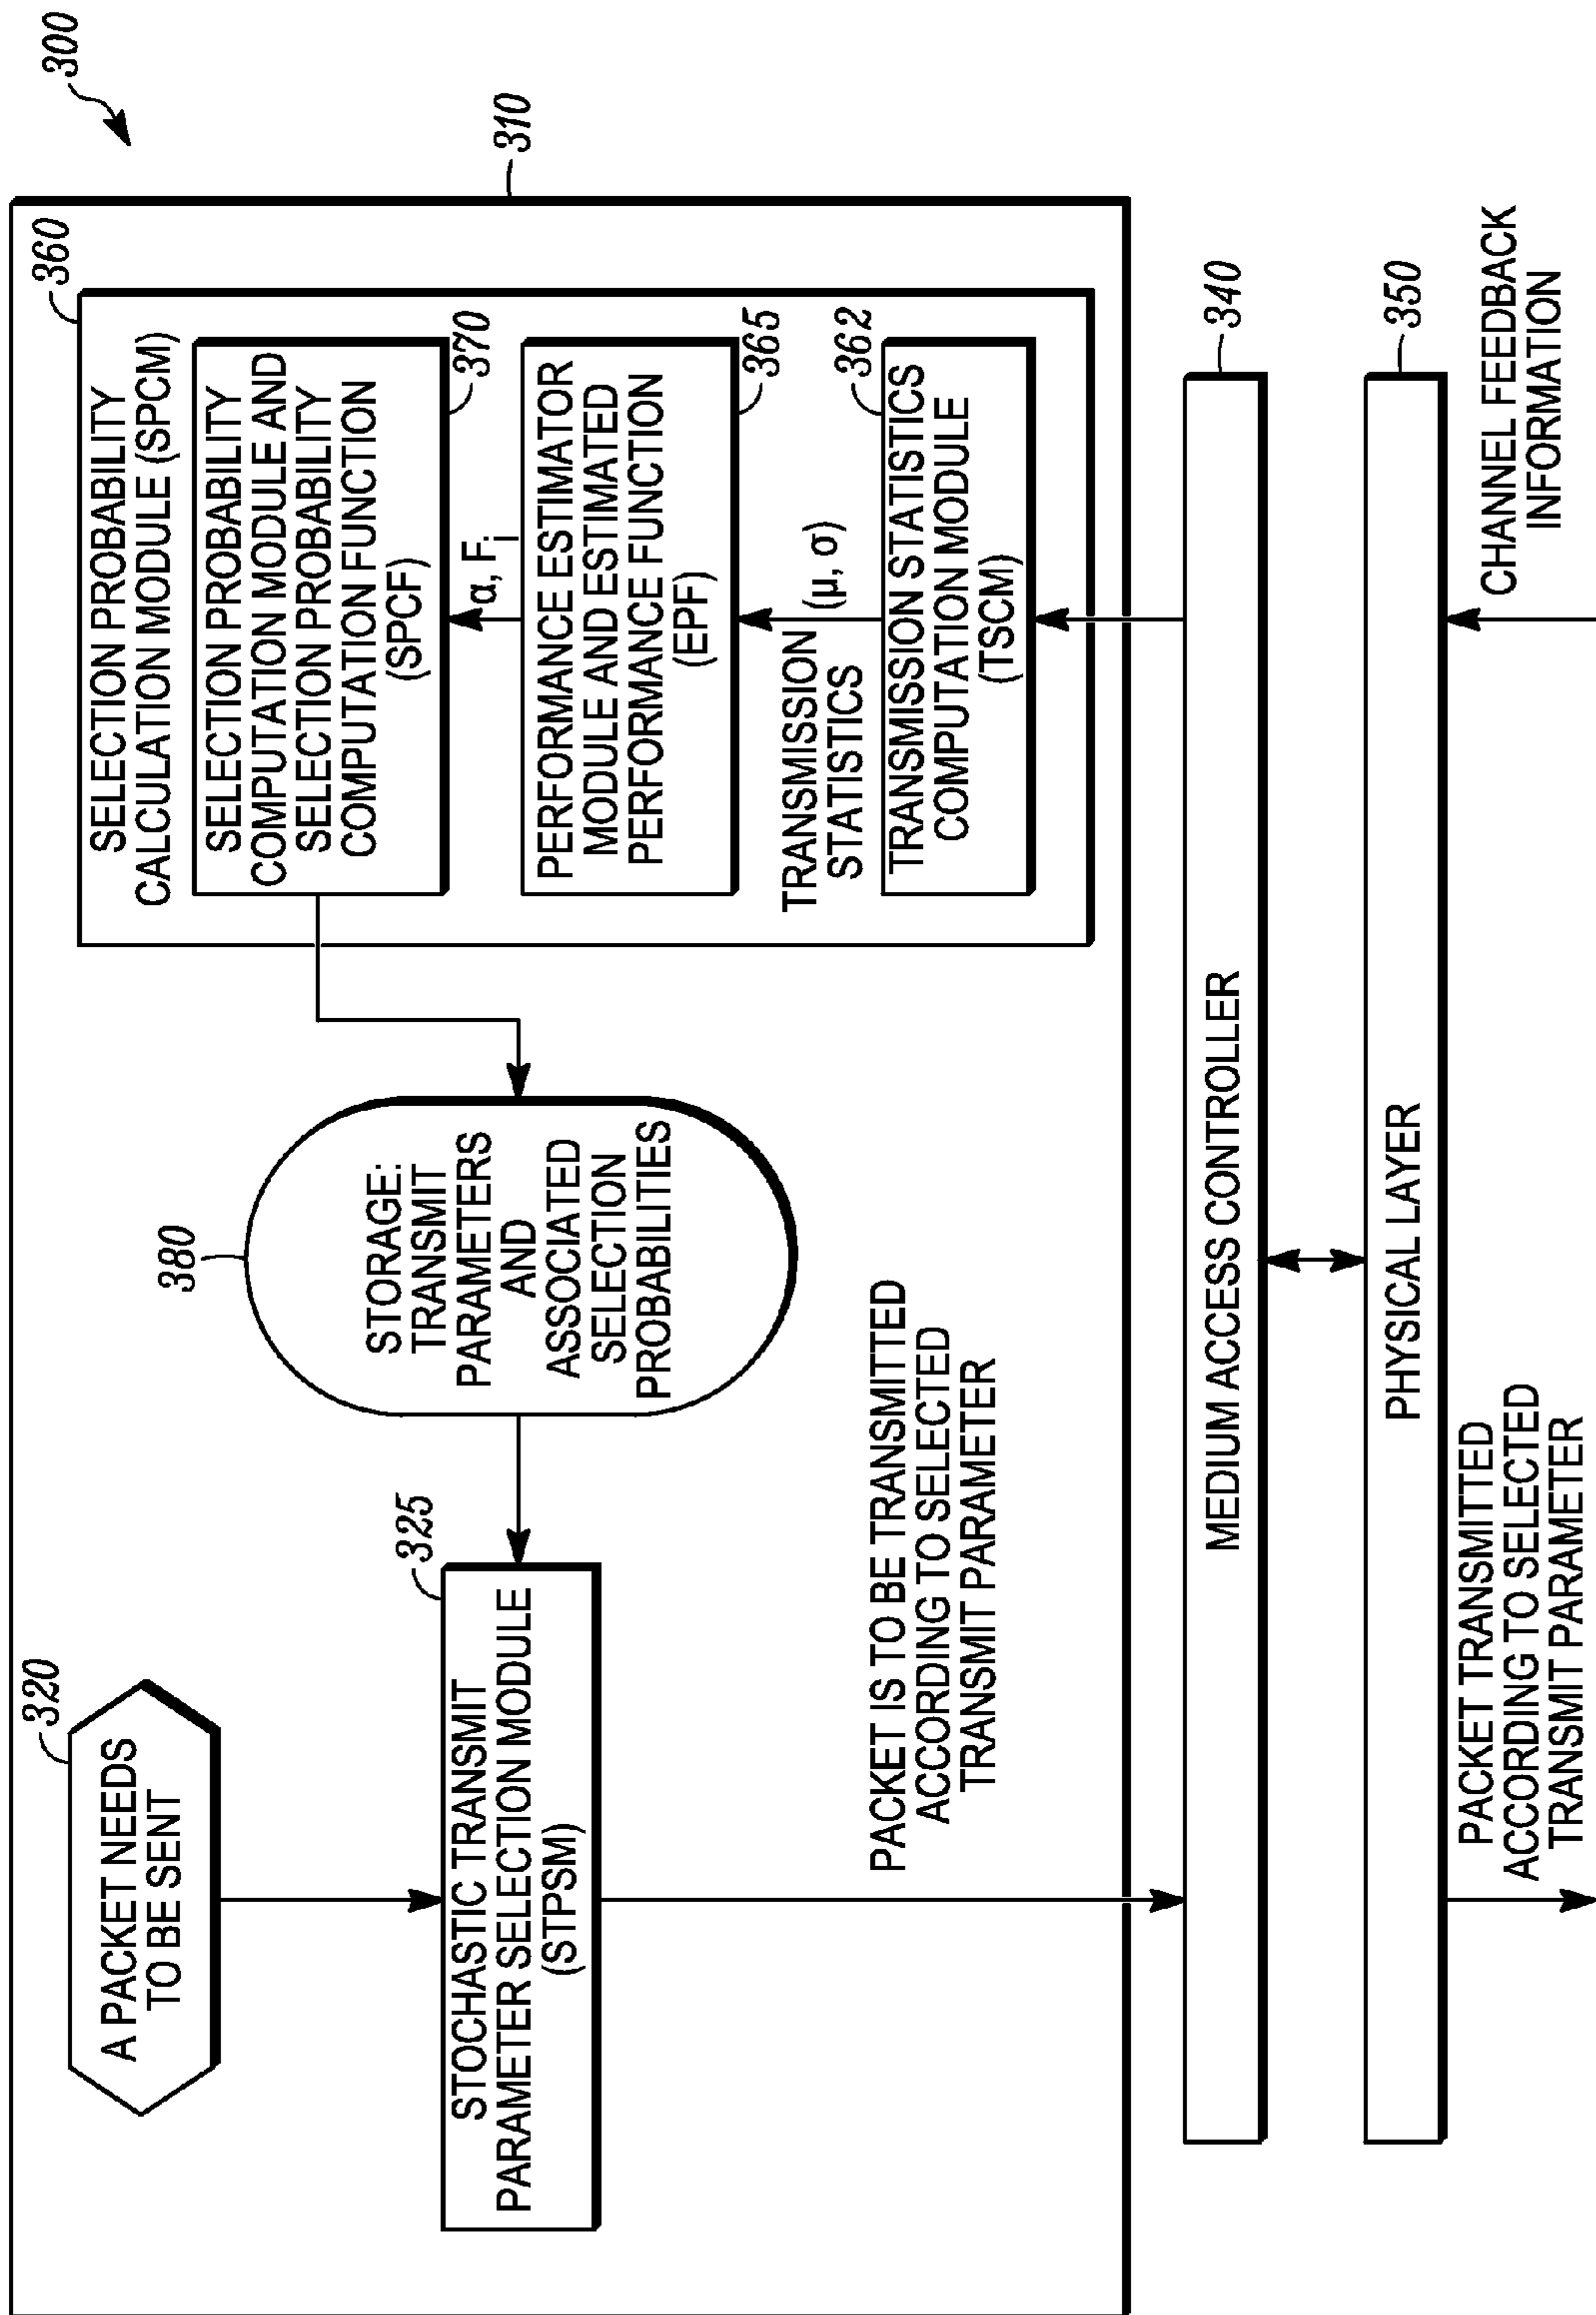 300
310
360
SELECTION PROBABILITY
CALCULATION MODULE (SPCM)
SELECTION PROBABILITY
COMPUTATION MODULE AND
SELECTION PROBABILITY
COMPUTATION FUNCTION
(SPCF)
370
α, Fi
PERFORMANCE ESTIMATOR
MODULE AND ESTIMATED
PERFORMANCE FUNCTION
(EPF)
365
TRANSMISSION
STATISTICS
(μ, σ)
362
TRANSMISSION STATISTICS
COMPUTATION MODULE
(TSCM)
380
STORAGE:
TRANSMIT
PARAMETERS
AND
ASSOCIATED
SELECTION
PROBABILITIES
320
A PACKET NEEDS
TO BE SENT
325
STOCHASTIC TRANSMIT
PARAMETER SELECTION MODULE
(STPSM)
PACKET IS TO BE TRANSMITTED
ACCORDING TO SELECTED
TRANSMIT PARAMETER
MEDIUM ACCESS CONTROLLER
340
PHYSICAL LAYER
350
PACKET TRANSMITTED
ACCORDING TO SELECTED
TRANSMIT PARAMETER
CHANNEL FEEDBACK
INFORMATION